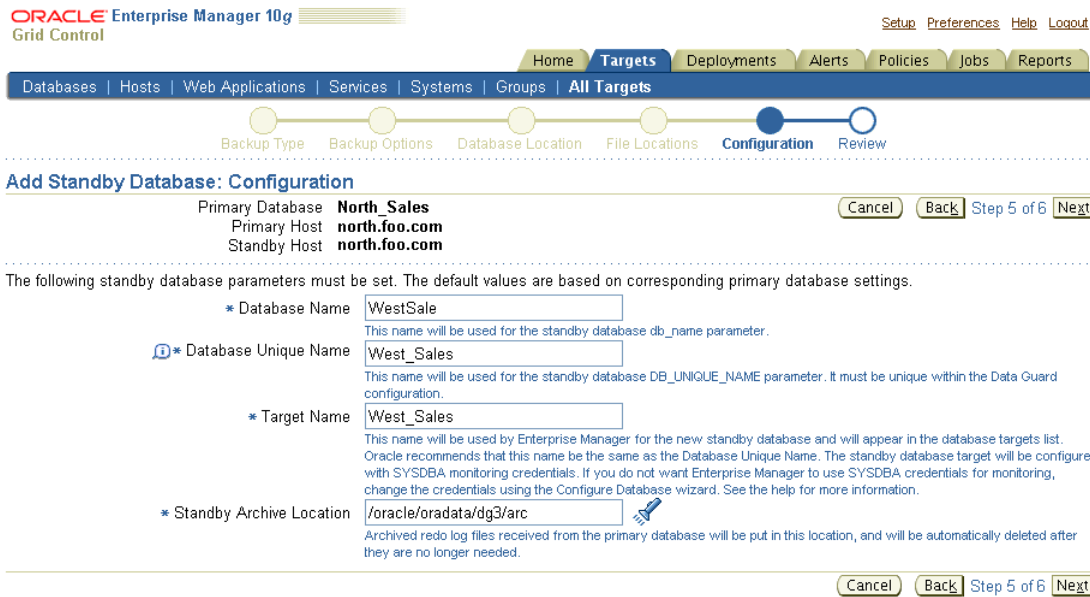 ORACLE Enterprise Manager 10g
Grid Control
Setup Preferences Help Logout
Home Targets Deployments Alerts Policies Jobs Reports
Databases | Hosts | Web Applications | Services | Systems | Groups | All Targets
Backup Type Backup Options Database Location File Locations Configuration Review
Add Standby Database: Configuration
Primary Database North_Sales
Primary Host north.foo.com
Standby Host north.foo.com
Cancel Back Step 5 of 6 Next
The following standby database parameters must be set. The default values are based on corresponding primary database settings.
* Database Name WestSale
This name will be used for the standby database db_name parameter.
* Database Unique Name West_Sales
This name will be used for the standby database DB_UNIQUE_NAME parameter. It must be unique within the Data Guard
configuration.
* Target Name West_Sales
This name will be used by Enterprise Manager for the new standby database and will appear in the database targets list.
Oracle recommends that this name be the same as the Database Unique Name. The standby database target will be configure
with SYSDBA monitoring credentials. If you do not want Enterprise Manager to use SYSDBA credentials for monitoring,
change the credentials using the Configure Database wizard. See the help for more information.
* Standby Archive Location /oracle/oradata/dg3/arc
Archived redo log files received from the primary database will be put in this location, and will be automatically deleted after
they are no longer needed.
Cancel Back Step 5 of 6 Next